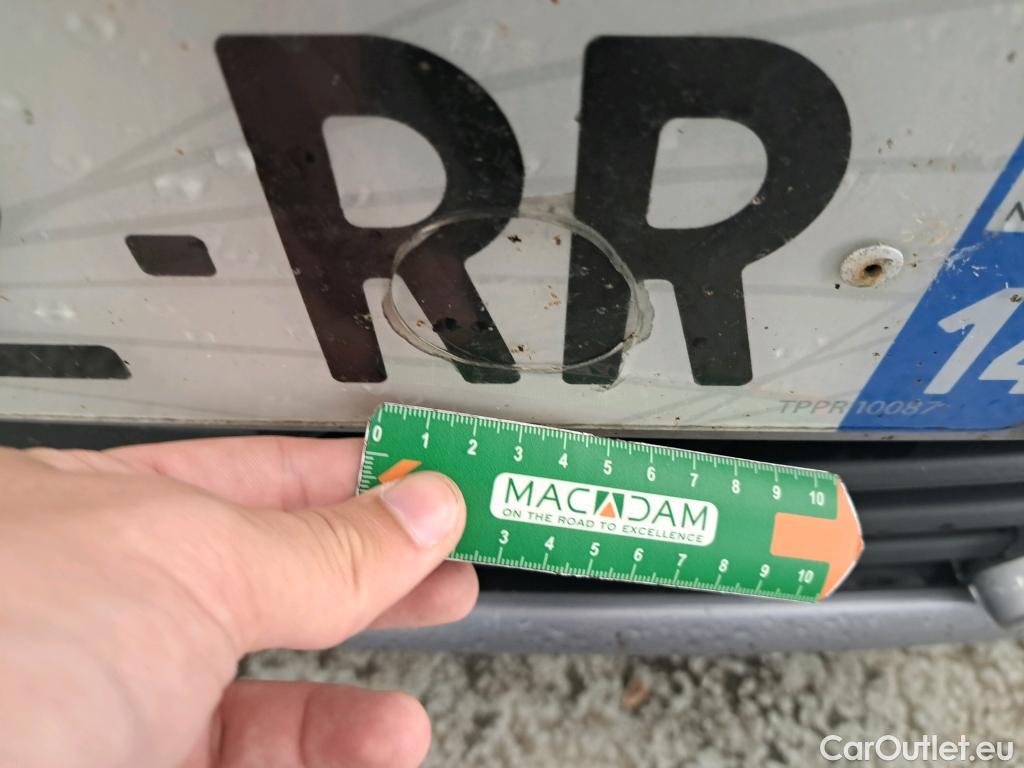 -RR
14
TPPR 10087
0 1 2 3 4 5 6 7 8 9 10
MACADAM
ON THE ROAD TO EXCELLENCE
3 4 5 6 7 8 9 10
CarOutlet.eu